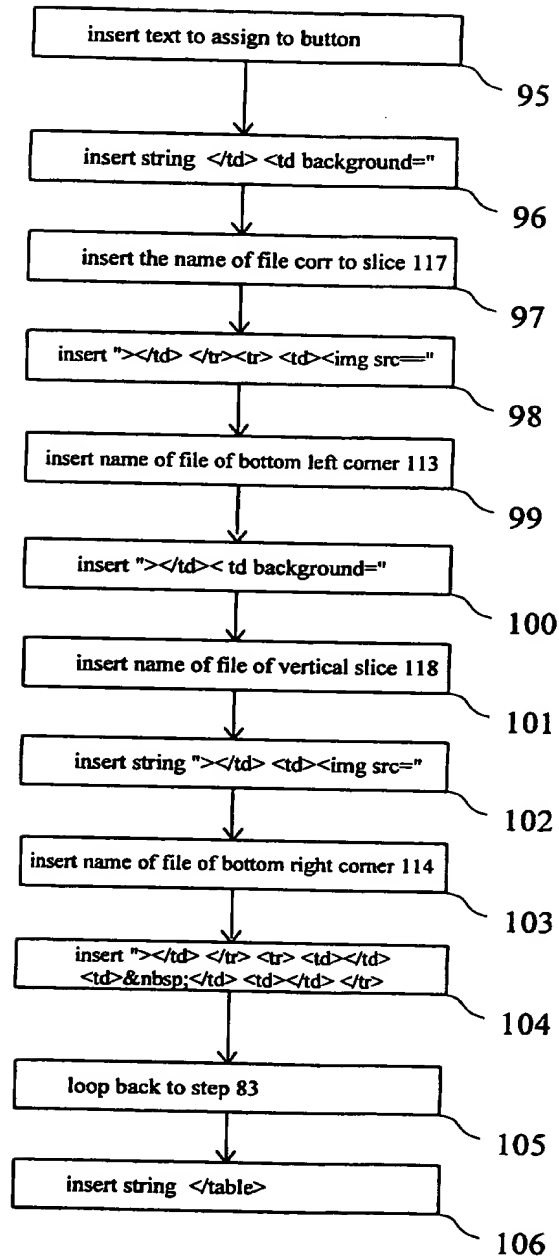 insert text to assign to button
95
insert string </td> <td background="
96
insert the name of file corr to slice 117
97
insert "></td> </tr><tr> <td><img src=="
98
insert name of file of bottom left corner 113
99
insert "></td>< td background="
100
insert name of file of vertical slice 118
101
insert string "></td> <td><img src="
102
insert name of file of bottom right corner 114
103
insert "></td> </tr> <tr> <td></td>
<td>&nbsp;</td> <td></td> </tr>
104
loop back to step 83
105
insert string </table>
106